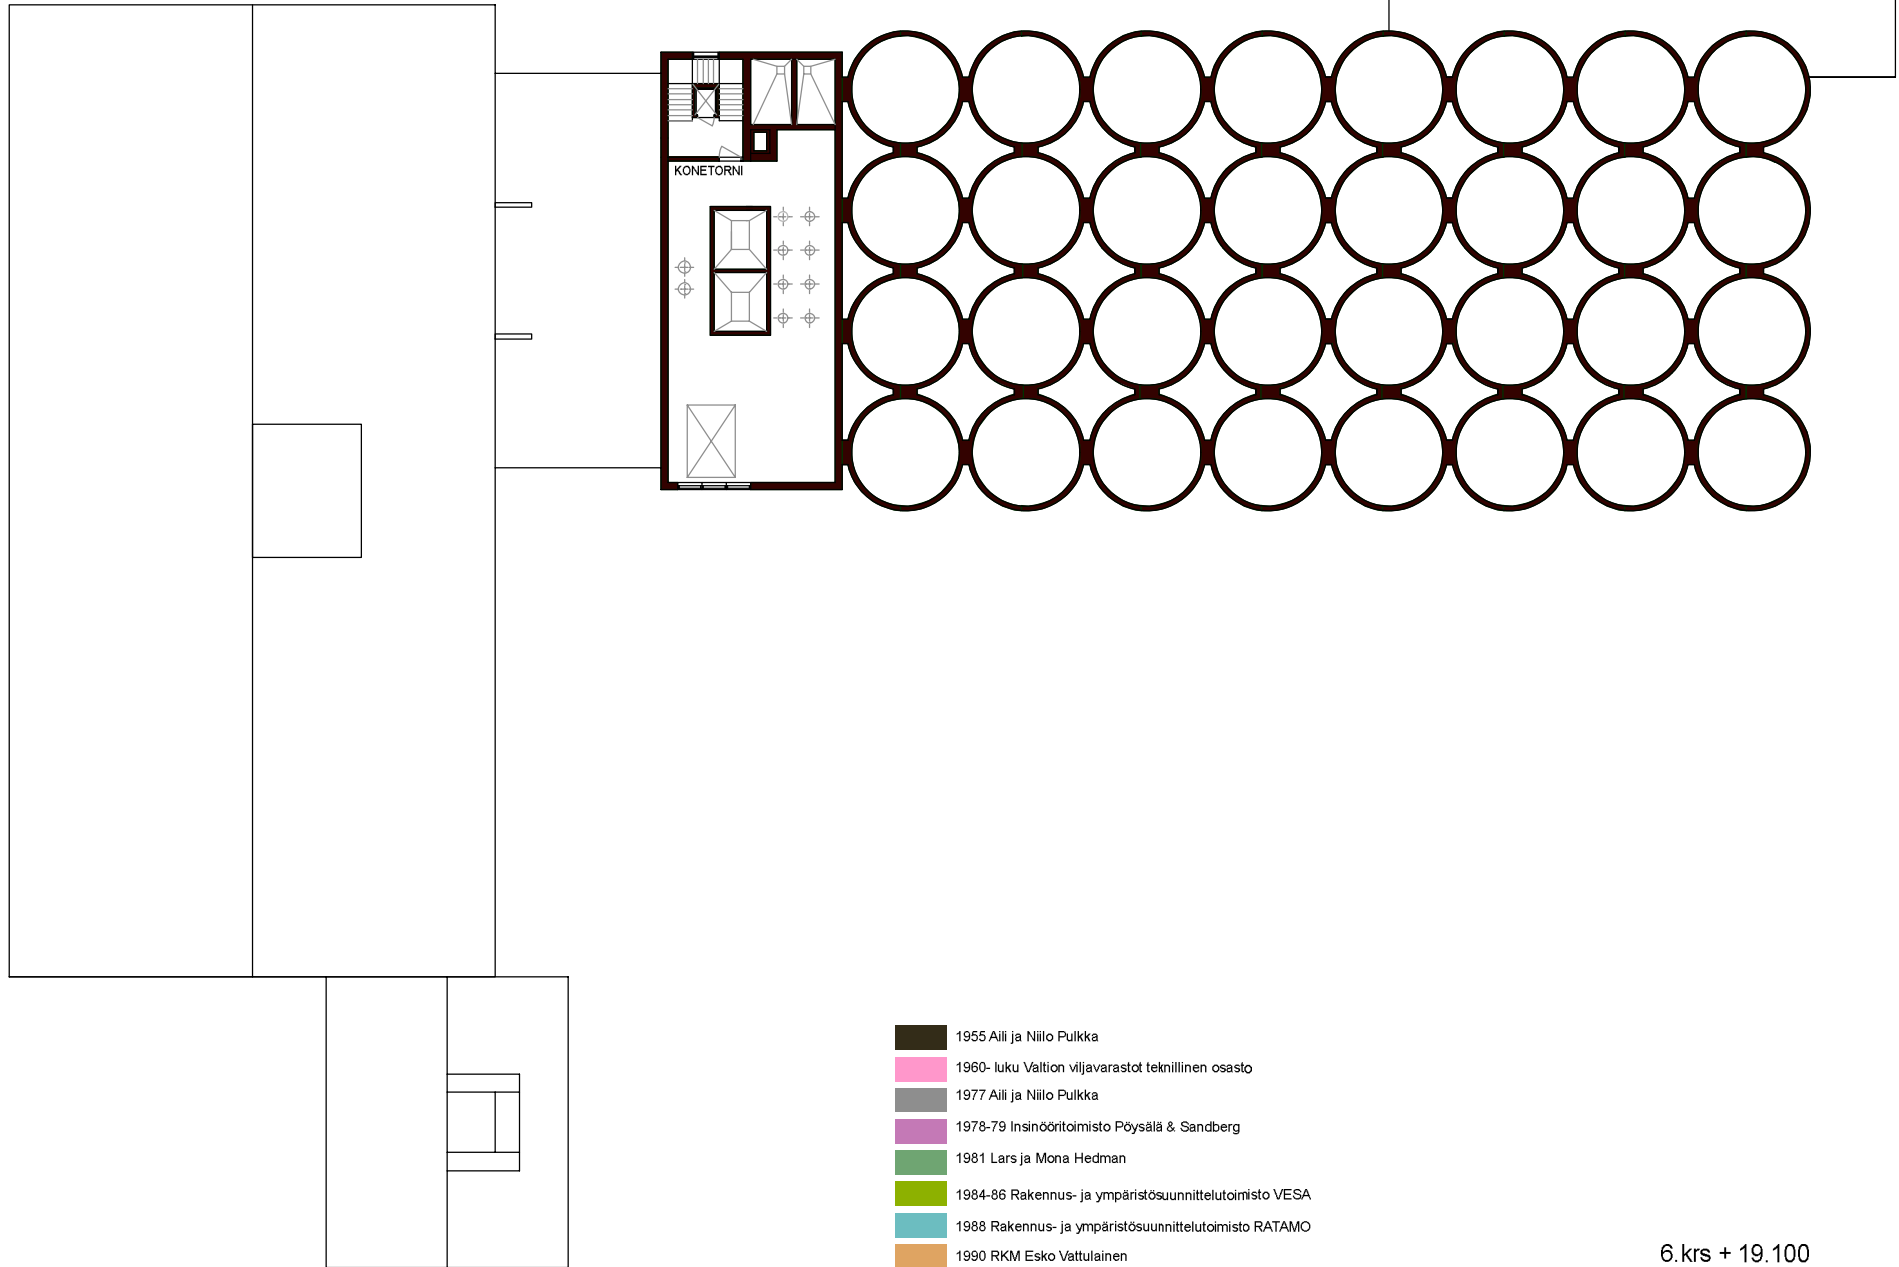 KONETORNI
1955 Aili ja Niilo Pulkka
1960- luku Valtion viljavarastot teknillinen osasto
1977 Aili ja Niilo Pulkka
1978-79 Insinööritoimisto Pöysälä & Sandberg
1981 Lars ja Mona Hedman
1984-86 Rakennus- ja ympäristösuunnittelutoimisto VESA
1988 Rakennus- ja ympäristösuunnittelutoimisto RATAMO
1990 RKM Esko Vattulainen
6.krs + 19.100